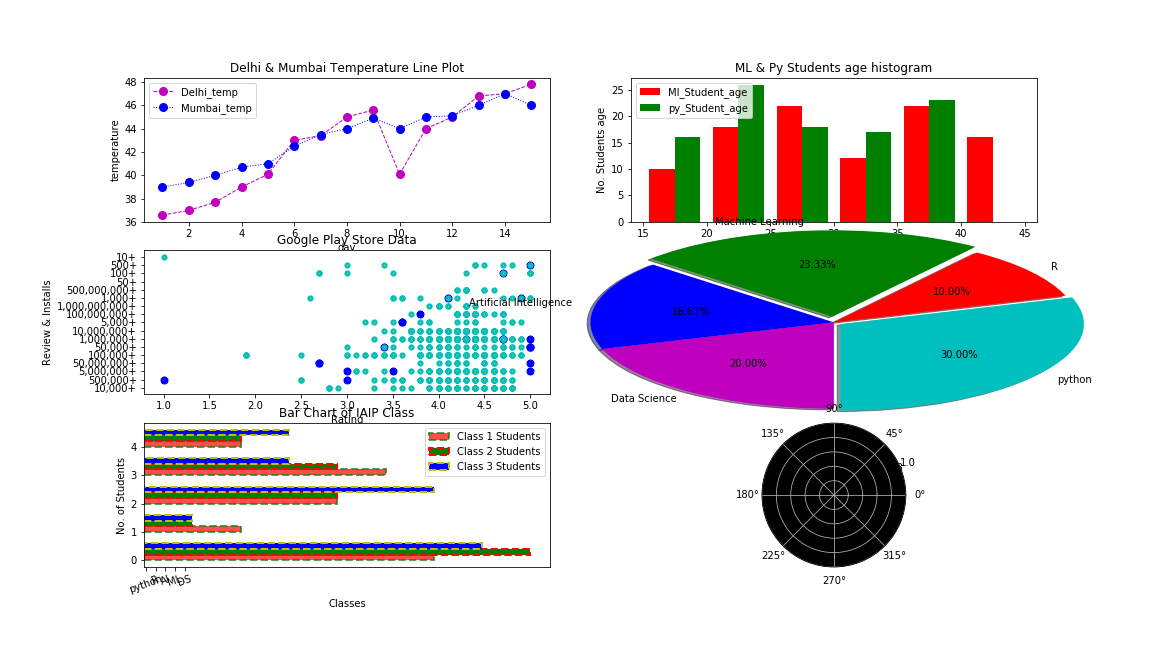 Delhi & Mumbai Temperature Line Plot
temperature
48
46
44
42
40
38
36
Delhi_temp
Mumbai_temp
2
4
6
8
10
12
14
day
ML & Py Students age histogram
No. Students age
25
20
15
10
5
0
Ml_Student_age
py_Student_age
15
20
25
30
35
40
45
Google Play Store Data
Review & Installs
10+
500+
100+
50+
500,000,000+
1,000+
1,000,000,000+
100,000,000+
5,000+
10,000,000+
1,000,000+
50,000+
100,000+
50,000,000+
5,000,000+
500,000+
10,000+
1.0
1.5
2.0
2.5
3.0
3.5
4.0
4.5
5.0
Rating
Machine Learning
23.33%
R
10.00%
Artificial Intelligence
16.67%
30.00%
python
20.00%
Data Science
Bar Chart of IAIP Class
No. of Students
4
3
2
1
0
Class 1 Students
Class 2 Students
Class 3 Students
python
R
AI
ML
DS
Classes
90°
135°
45°
1.0
180°
0°
225°
315°
270°